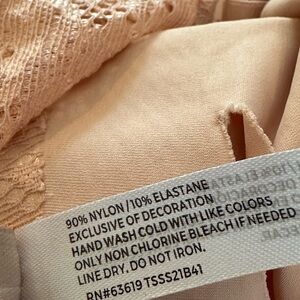 90% NYLON / 10% ELASTANE
EXCLUSIVE OF DECORATION
HAND WASH COLD WITH LIKE COLORS
ONLY NON CHLORINE BLEACH IF NEEDED
LINE DRY. DO NOT IRON.
RN#63619 TSSS21B41